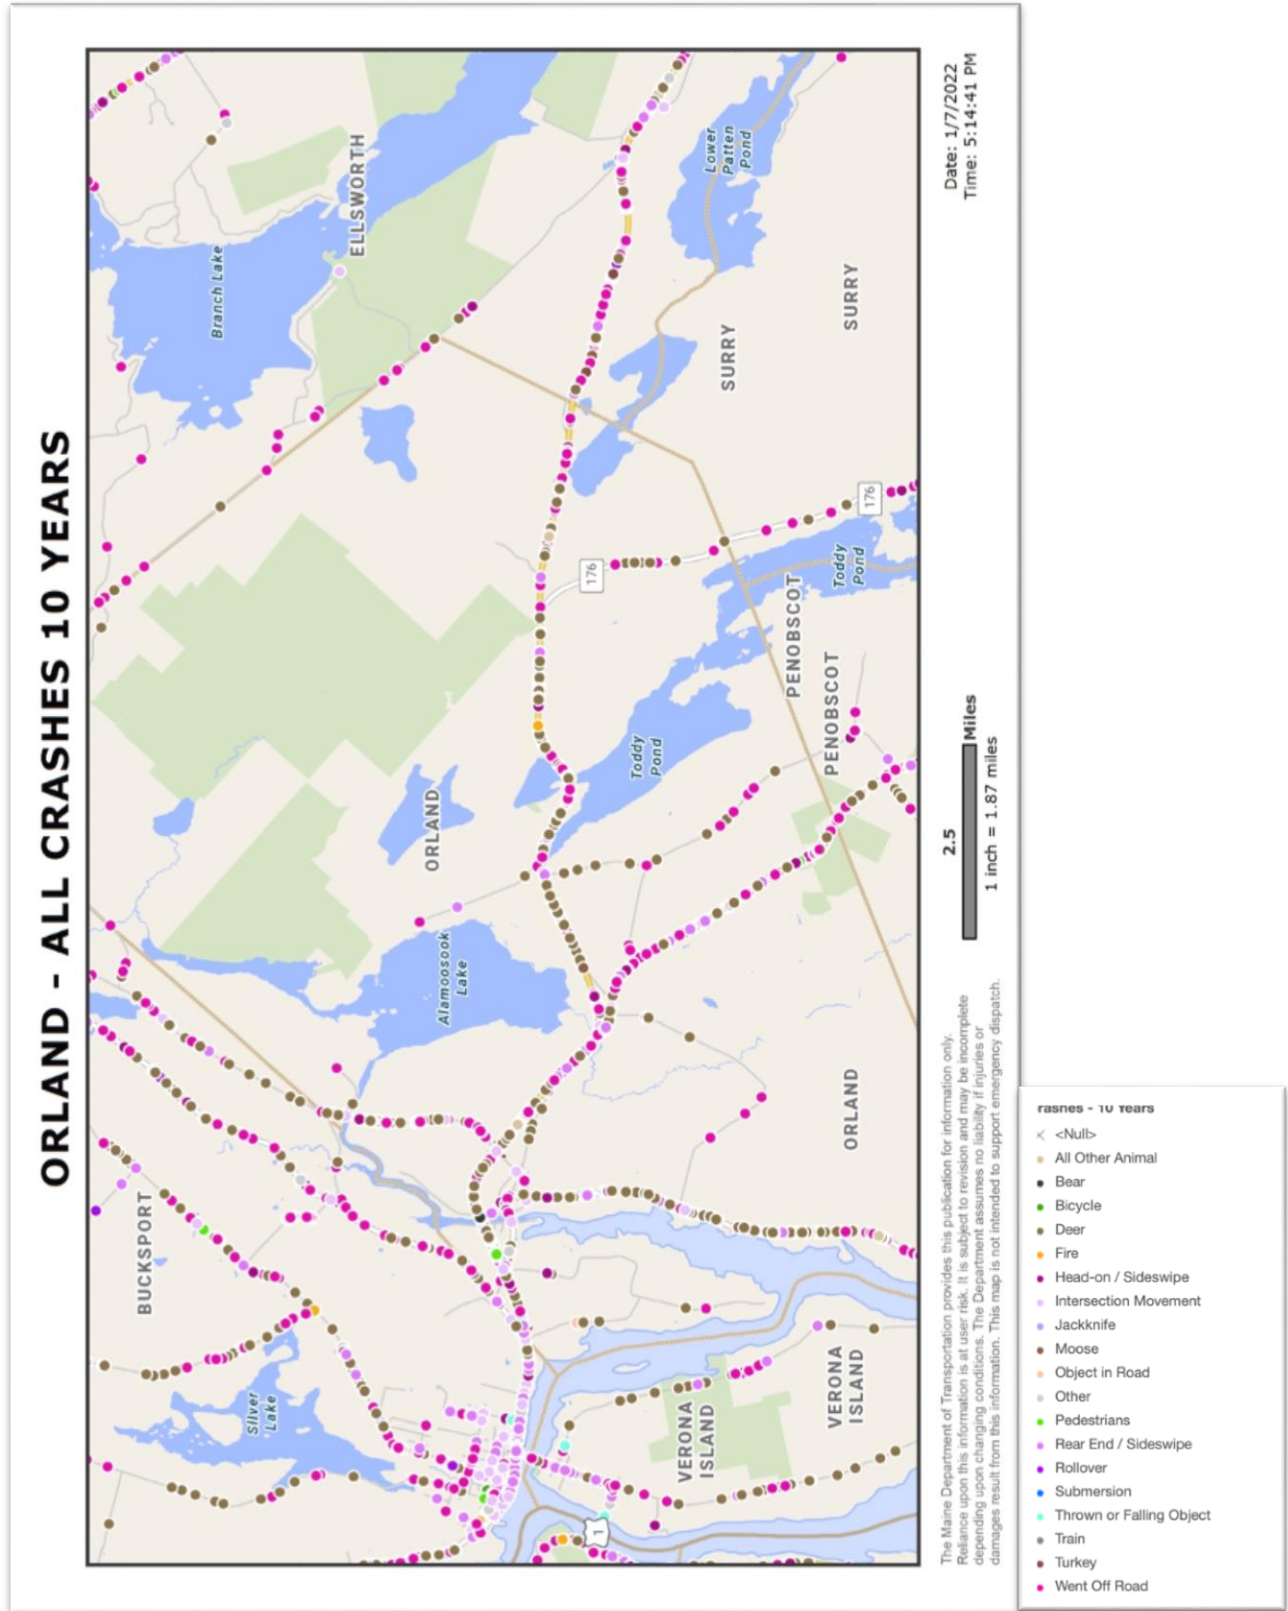 ORLAND – ALL CRASHES 10 YEARS
Branch Lake
ELLSWORTH
Lower
Patten
Pond
SURRY
SURRY
176
176
Toddy
Pond
PENOBSCOT
PENOBSCOT
Toddy
Pond
ORLAND
Alamoosook
Lake
ORLAND
BUCKSPORT
Silver
Lake
VERONA
ISLAND
VERONA
ISLAND
1
Date: 1/7/2022
Time: 5:14:41 PM
2.5
Miles
1 inch = 1.87 miles
The Maine Department of Transportation provides this publication for information only.
Reliance upon this information is at user risk. It is subject to revision and may be incomplete
depending upon changing conditions. The Department assumes no liability if injuries or
damages result from this information. This map is not intended to support emergency dispatch.
rashes - 10 Years
<Null>
All Other Animal
Bear
Bicycle
Deer
Fire
Head-on / Sideswipe
Intersection Movement
Jackknife
Moose
Object in Road
Other
Pedestrians
Rear End / Sideswipe
Rollover
Submersion
Thrown or Falling Object
Train
Turkey
Went Off Road